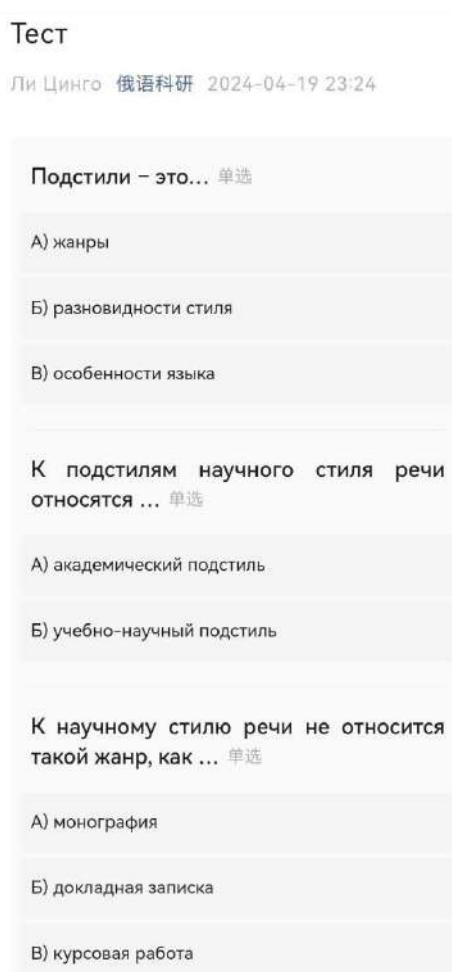 Тест
Ли Цинго 俄语科研 2024-04-19 23:24
Подстили – это... 单选
А) жанры
Б) разновидности стиля
В) особенности языка
К подстилям научного стиля речи
относятся ... 单选
А) академический подстиль
Б) учебно-научный подстиль
К научному стилю речи не относится
такой жанр, как ... 单选
А) монография
Б) докладная записка
В) курсовая работа